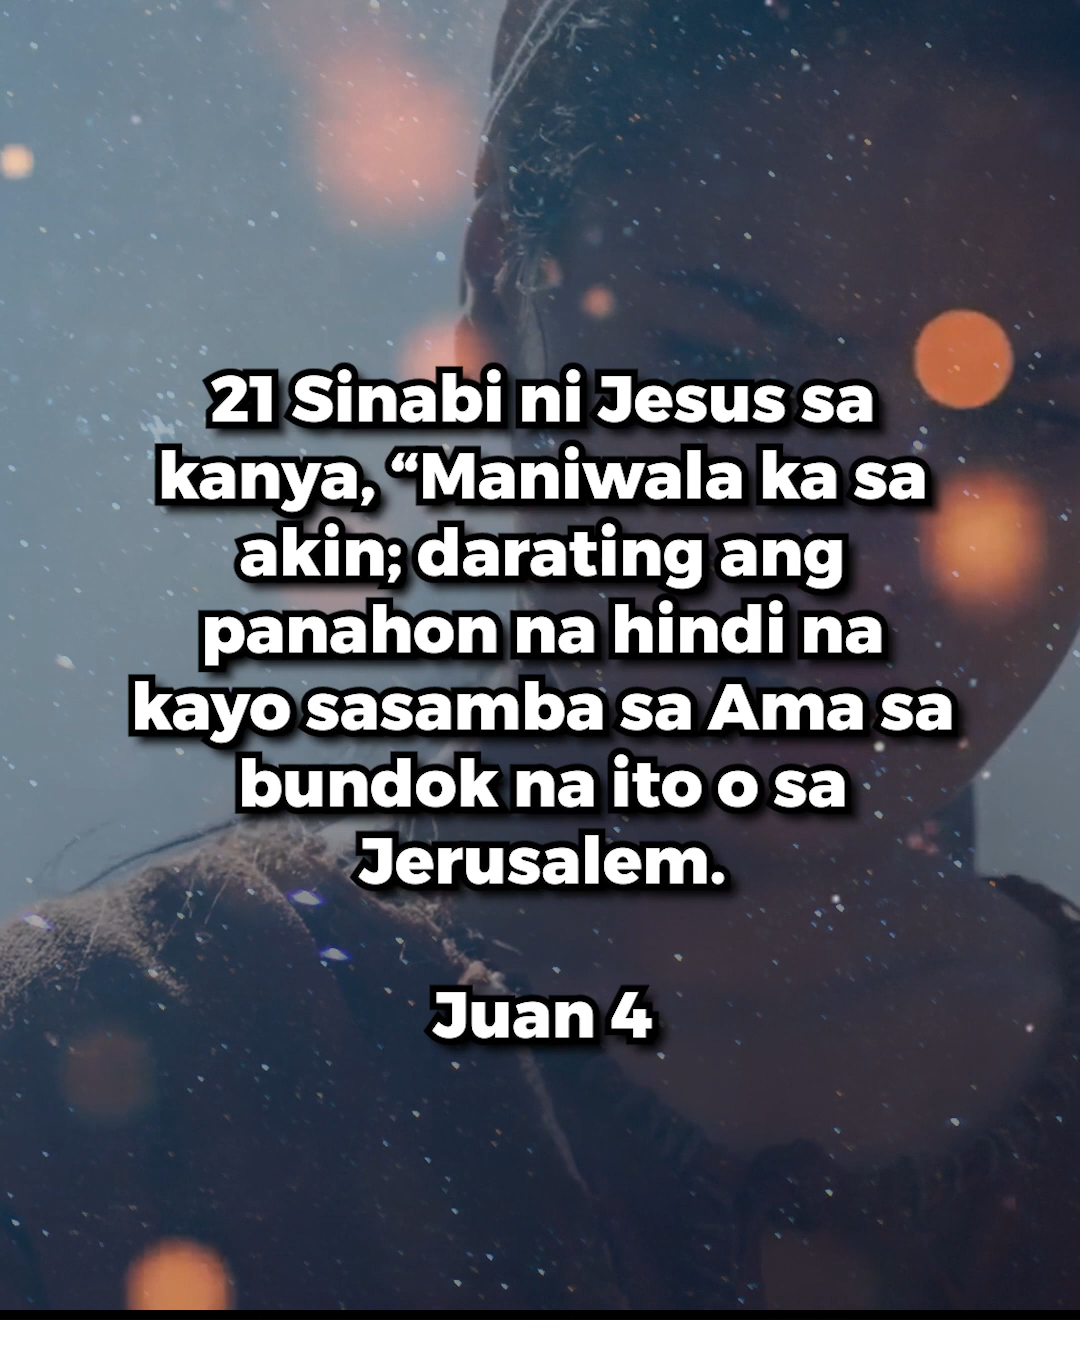 21 Sinabi ni Jesus sa
kanya, “Maniwala ka sa
akin; darating ang
panahon na hindi na
kayo sasamba sa Ama sa
bundok na ito o sa
Jerusalem.
Juan 4